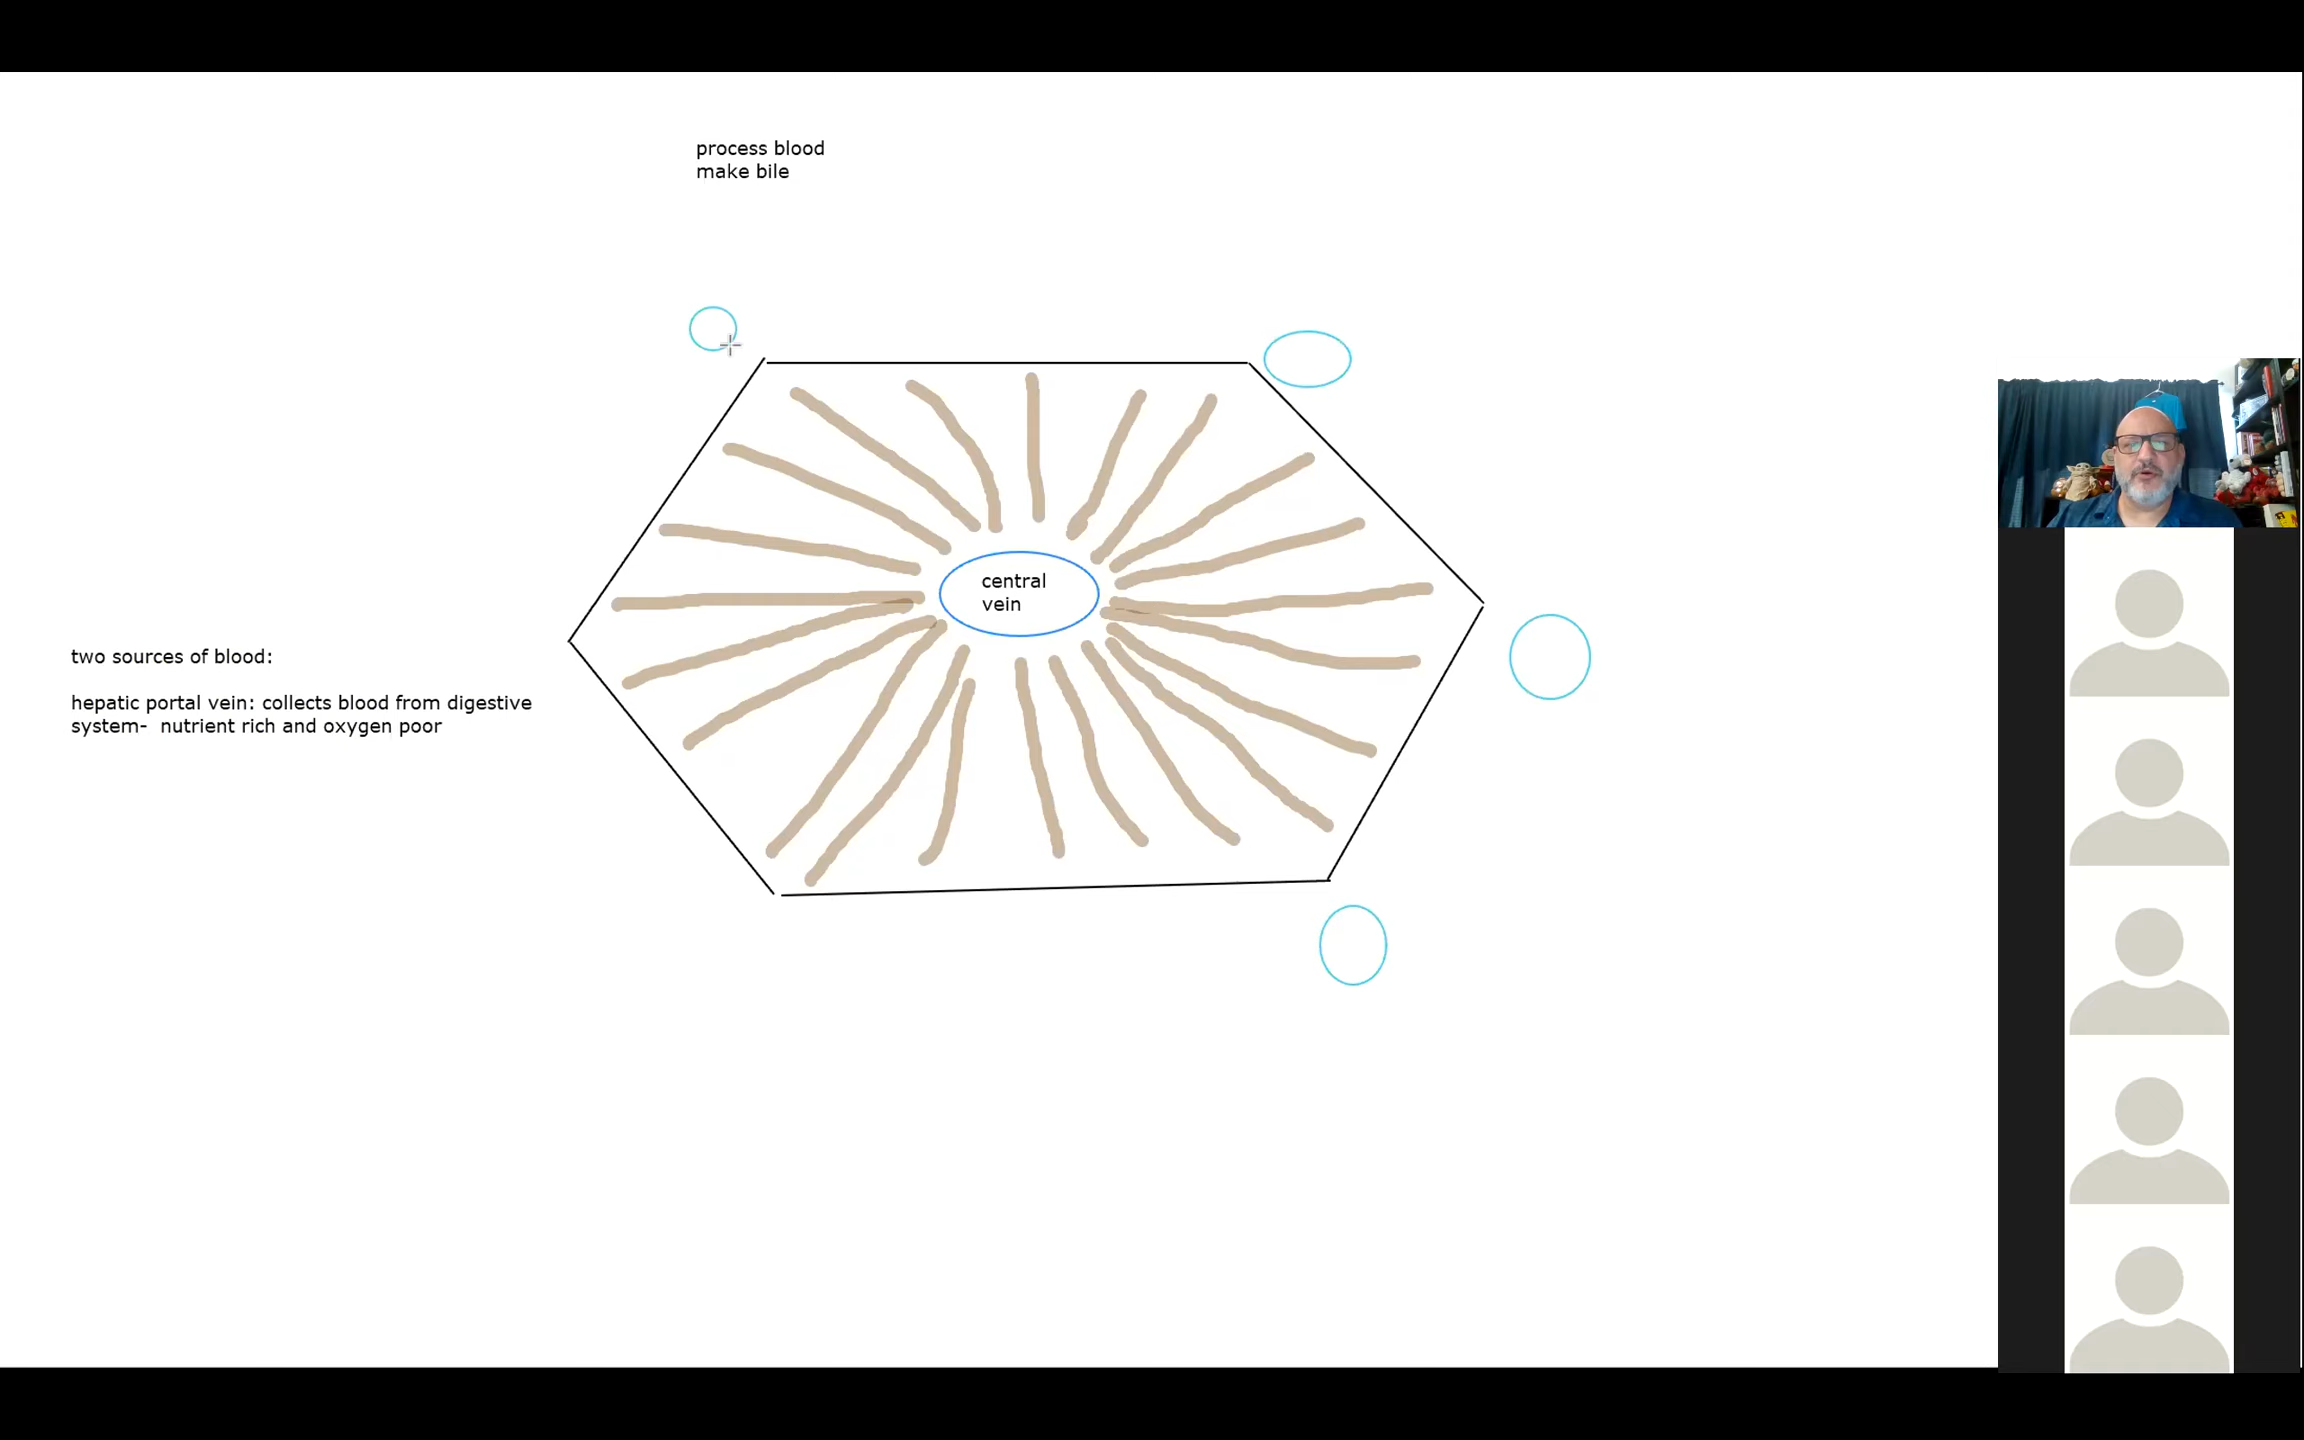 process blood
make bile
central
vein
two sources of blood:
hepatic portal vein: collects blood from digestive
system-  nutrient rich and oxygen poor